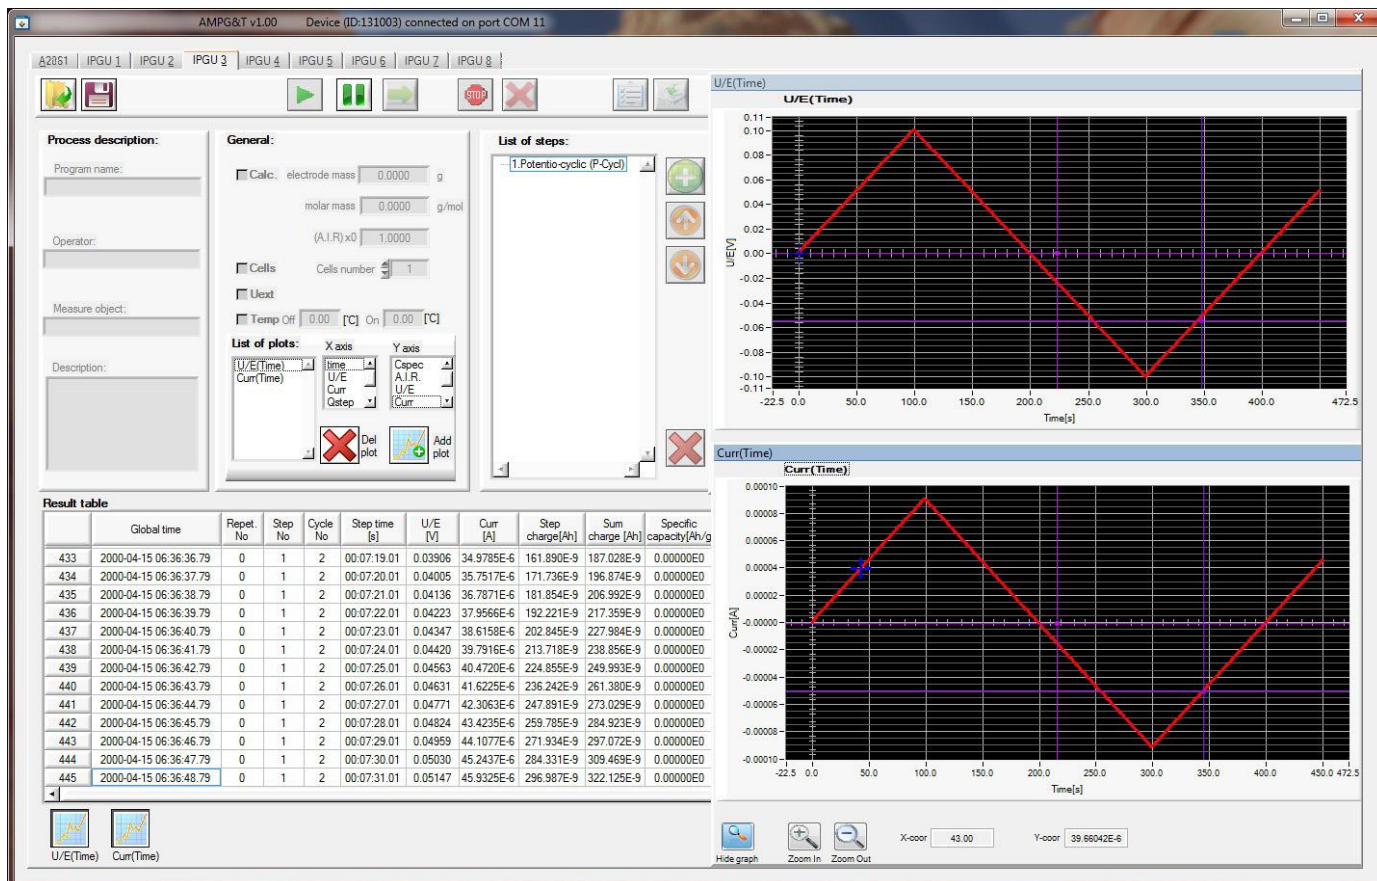 AMPG&T v1.00 Device (ID:131003) connected on port COM 11
A2861 IPGU 1 IPGU 2 IPGU 3 IPGU 4 IPGU 5 IPGU 6 IPGU 7 IPGU 8
STOP
Process description:
Program name:
Operator:
Measure object:
Description:
General:
Calc. electrode mass 0.0000 g
molar mass 0.0000 g/mol
(A.I.R) x0 1.0000
Cells Cells number 1
Uext
Temp Off 0.00 ['C] On 0.00 ['C]
List of plots: X axis Y axis
U/E(Time) time Cspec
Curr(Time) U/E A.I.R.
Curr U/E
Qstep Curr
Del plot Add plot
List of steps:
1.Potentio-cyclic (P-Cycl)
Result table
Global time Repet. No Step No Cycle No Step time [s] U/E [V] Curr [A] Step charge[Ah] Sum charge [Ah] Specific capacity[Ah/g
433 2000-04-15 06:36:36.79 0 1 2 00:07:19.01 0.03906 34.9785E-6 161.890E-9 187.028E-9 0.00000E0
434 2000-04-15 06:36:37.79 0 1 2 00:07:20.01 0.04005 35.7517E-6 171.736E-9 196.874E-9 0.00000E0
435 2000-04-15 06:36:38.79 0 1 2 00:07:21.01 0.04136 36.7871E-6 181.854E-9 206.992E-9 0.00000E0
436 2000-04-15 06:36:39.79 0 1 2 00:07:22.01 0.04223 37.9566E-6 192.221E-9 217.359E-9 0.00000E0
437 2000-04-15 06:36:40.79 0 1 2 00:07:23.01 0.04347 38.6158E-6 202.845E-9 227.984E-9 0.00000E0
438 2000-04-15 06:36:41.79 0 1 2 00:07:24.01 0.04420 39.7916E-6 213.718E-9 238.856E-9 0.00000E0
439 2000-04-15 06:36:42.79 0 1 2 00:07:25.01 0.04563 40.4720E-6 224.855E-9 249.993E-9 0.00000E0
440 2000-04-15 06:36:43.79 0 1 2 00:07:26.01 0.04631 41.6225E-6 236.242E-9 261.380E-9 0.00000E0
441 2000-04-15 06:36:44.79 0 1 2 00:07:27.01 0.04771 42.3063E-6 247.891E-9 273.029E-9 0.00000E0
442 2000-04-15 06:36:45.79 0 1 2 00:07:28.01 0.04824 43.4235E-6 259.785E-9 284.923E-9 0.00000E0
443 2000-04-15 06:36:46.79 0 1 2 00:07:29.01 0.04959 44.1077E-6 271.934E-9 297.072E-9 0.00000E0
444 2000-04-15 06:36:47.79 0 1 2 00:07:30.01 0.05030 45.2437E-6 284.331E-9 309.469E-9 0.00000E0
445 2000-04-15 06:36:48.79 0 1 2 00:07:31.01 0.05147 45.9325E-6 296.987E-9 322.125E-9 0.00000E0
U/E(Time) Curr(Time)
U/E(Time)
U/E(Time)
0.11
0.10
0.08
0.06
0.04
0.02
0.00
-0.02
-0.04
-0.06
-0.08
-0.10
-0.11
U/E[V]
-22.5 0.0 50.0 100.0 150.0 200.0 250.0 300.0 350.0 400.0 472.5
Time[s]
Curr(Time)
Curr(Time)
0.00010
0.00008
0.00006
0.00004
0.00002
-0.00000
-0.00002
-0.00004
-0.00006
-0.00008
-0.00010
Curr[A]
-22.5 0.0 50.0 100.0 150.0 200.0 250.0 300.0 350.0 400.0 450.0 472.5
Time[s]
Hide graph Zoom In Zoom Out X-coor 43.00 Y-coor 39.66042E-6